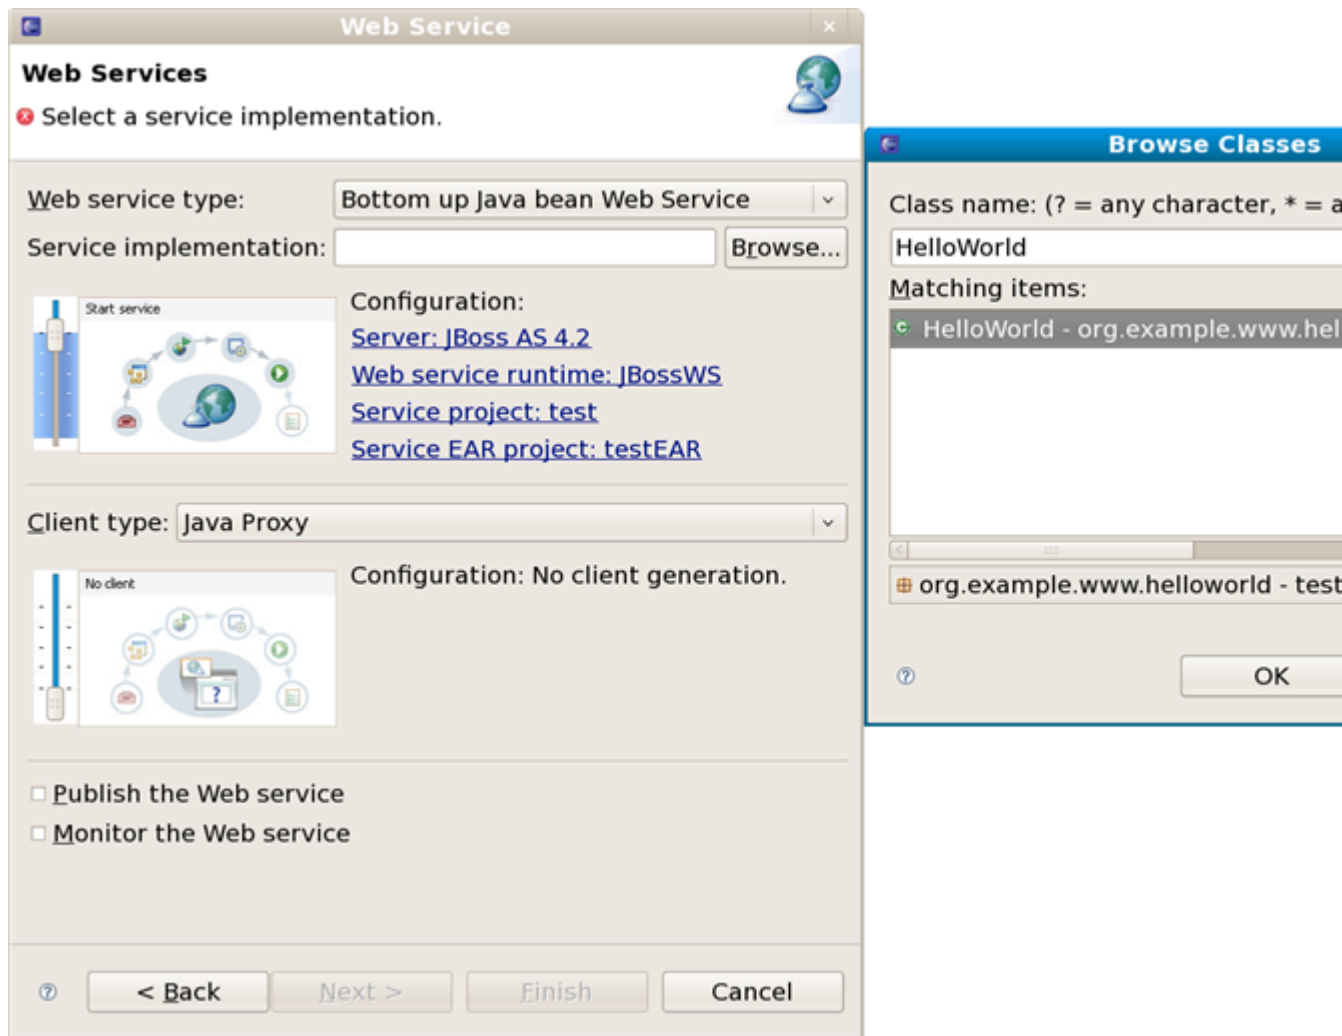 Web Service
Web Services
Select a service implementation.
Web service type: Bottom up Java bean Web Service
Service implementation: Browse...
Start service
Configuration:
Server: JBoss AS 4.2
Web service runtime: JBossWS
Service project: test
Service EAR project: testEAR
Client type: Java Proxy
No client
Configuration: No client generation.
Publish the Web service
Monitor the Web service
< Back Next > Finish Cancel
Browse Classes
Class name: (? = any character, * = a
HelloWorld
Matching items:
HelloWorld - org.example.www.hel
org.example.www.helloworld - test
OK